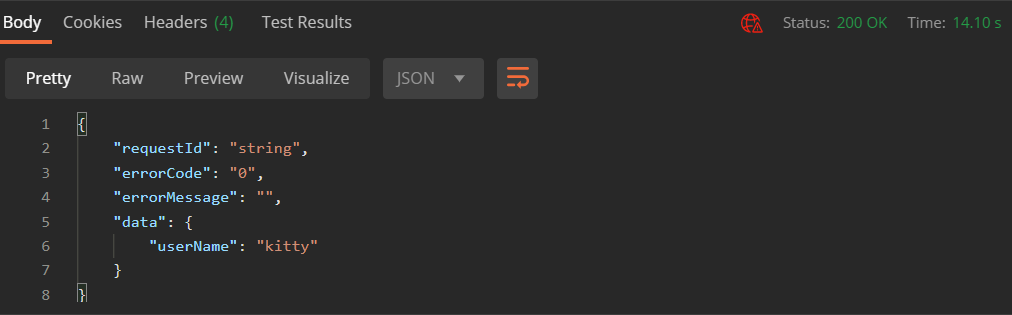 Body Cookies Headers (4) Test Results Status: 200 OK Time: 14.10 s
Pretty Raw Preview Visualize JSON
1 {
2 "requestId": "string",
3 "errorCode": "0",
4 "errorMessage": "",
5 "data": {
6 "userName": "kitty"
7 }
8 }